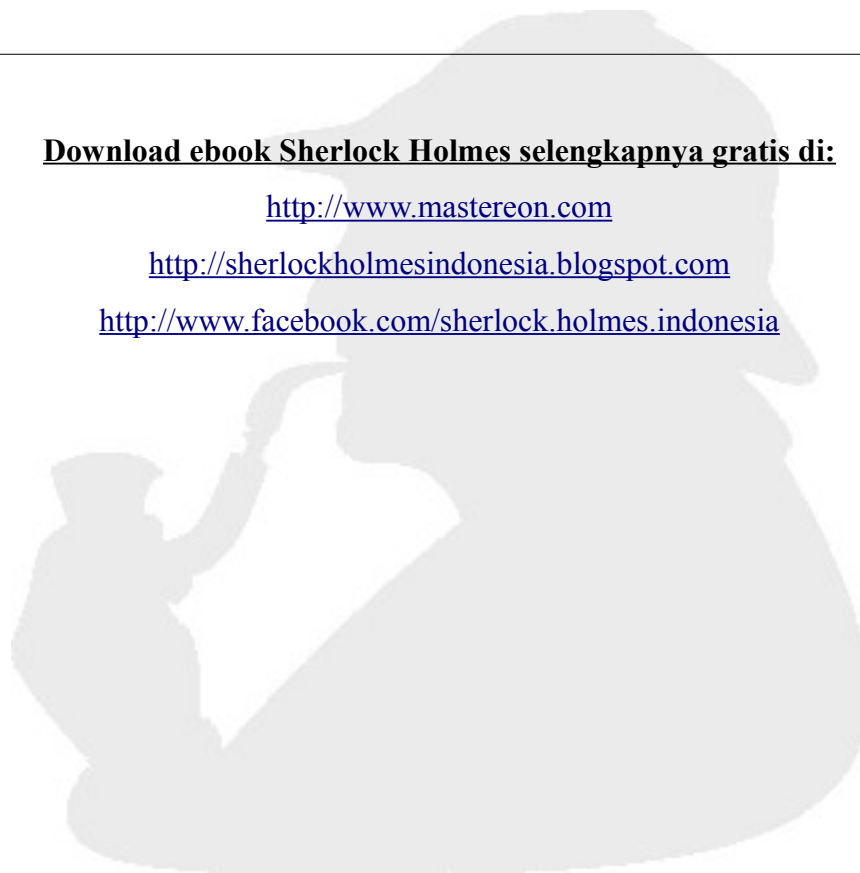 Download ebook Sherlock Holmes selengkapnya gratis di:
http://www.mastereon.com
http://sherlockholmesindonesia.blogspot.com
http://www.facebook.com/sherlock.holmes.indonesia